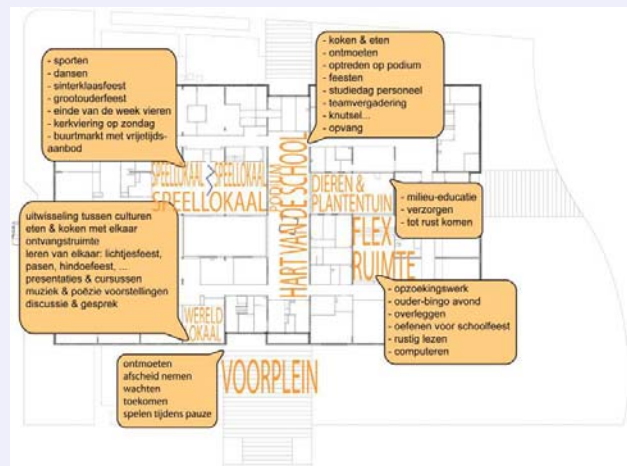 - sporten
- dansen
- sinterklaasfeest
- grootouderfeest
- einde van de week vieren
- kerkviering op zondag
- buurtmarkt met vrijetijds-
aanbod
- koken & eten
- ontmoeten
- optreden op podium
- feesten
- studiedag personeel
- teamvergadering
- knutsel...
- opvang
SPEELLOKAAL SPEELLOKAAL
SPEELLOKAAL
PODIUM
HART VAN DE SCHOOL
DIEREN &
PLANTENTUIN
- milieu-educatie
- verzorgen
- tot rust komen
FLEX
RUIMTE
uitwisseling tussen culturen
eten & koken met elkaar
ontvangstruimte
leren van elkaar: lichtjesfeest,
pasen, hindoefeest, ...
presentaties & cursussen
muziek & poëzie voorstellingen
discussie & gesprek
WERELD
LOKAAL
- opzoekingswerk
- ouder-bingo avond
- overleggen
- oefenen voor schoolfeest
- rustig lezen
- computeren
ontmoeten
afscheid nemen
wachten
toekomen
spelen tijdens pauze
VOORPLEIN